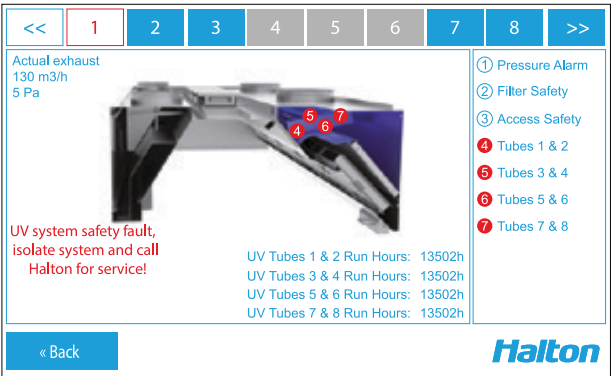 << 1 2 3 4 5 6 7 8 >>
Actual exhaust
130 m3/h
5 Pa
5 7
4 6
UV system safety fault,
isolate system and call
Halton for service!
UV Tubes 1 & 2 Run Hours: 13502h
UV Tubes 3 & 4 Run Hours: 13502h
UV Tubes 5 & 6 Run Hours: 13502h
UV Tubes 7 & 8 Run Hours: 13502h
1 Pressure Alarm
2 Filter Safety
3 Access Safety
4 Tubes 1 & 2
5 Tubes 3 & 4
6 Tubes 5 & 6
7 Tubes 7 & 8
« Back
Halton